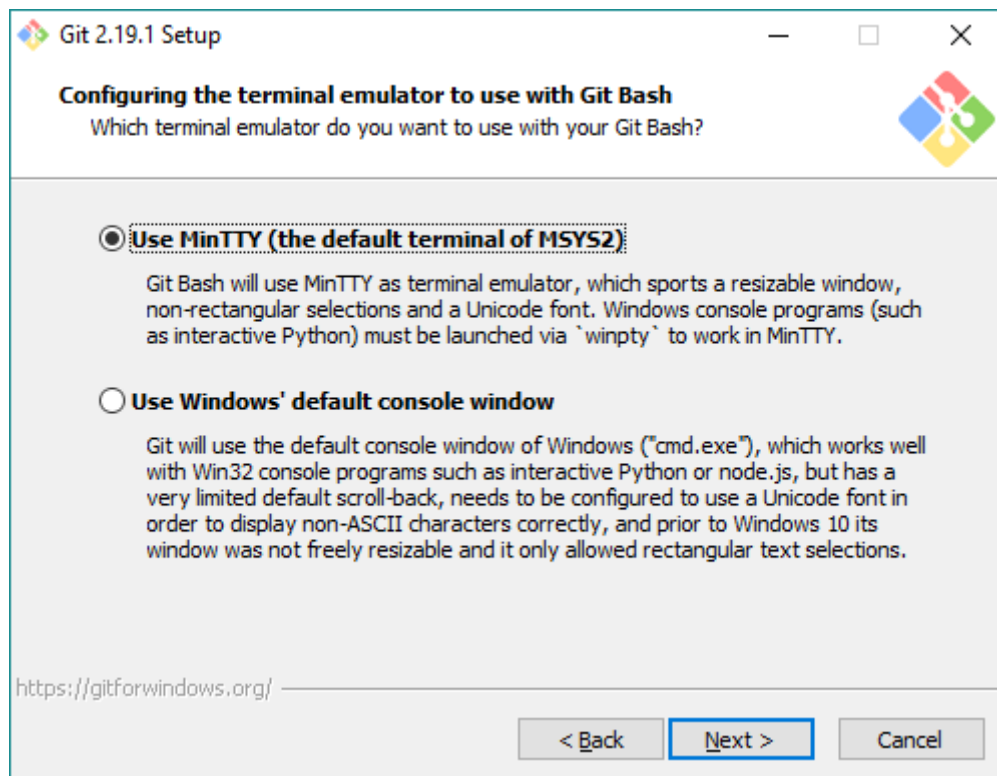 Git 2.19.1 Setup
Configuring the terminal emulator to use with Git Bash
Which terminal emulator do you want to use with your Git Bash?
Use MinTTY (the default terminal of MSYS2)
Git Bash will use MinTTY as terminal emulator, which sports a resizable window,
non-rectangular selections and a Unicode font. Windows console programs (such
as interactive Python) must be launched via `winpty` to work in MinTTY.
Use Windows' default console window
Git will use the default console window of Windows ("cmd.exe"), which works well
with Win32 console programs such as interactive Python or node.js, but has a
very limited default scroll-back, needs to be configured to use a Unicode font in
order to display non-ASCII characters correctly, and prior to Windows 10 its
window was not freely resizable and it only allowed rectangular text selections.
https://gitforwindows.org/
< Back Next > Cancel